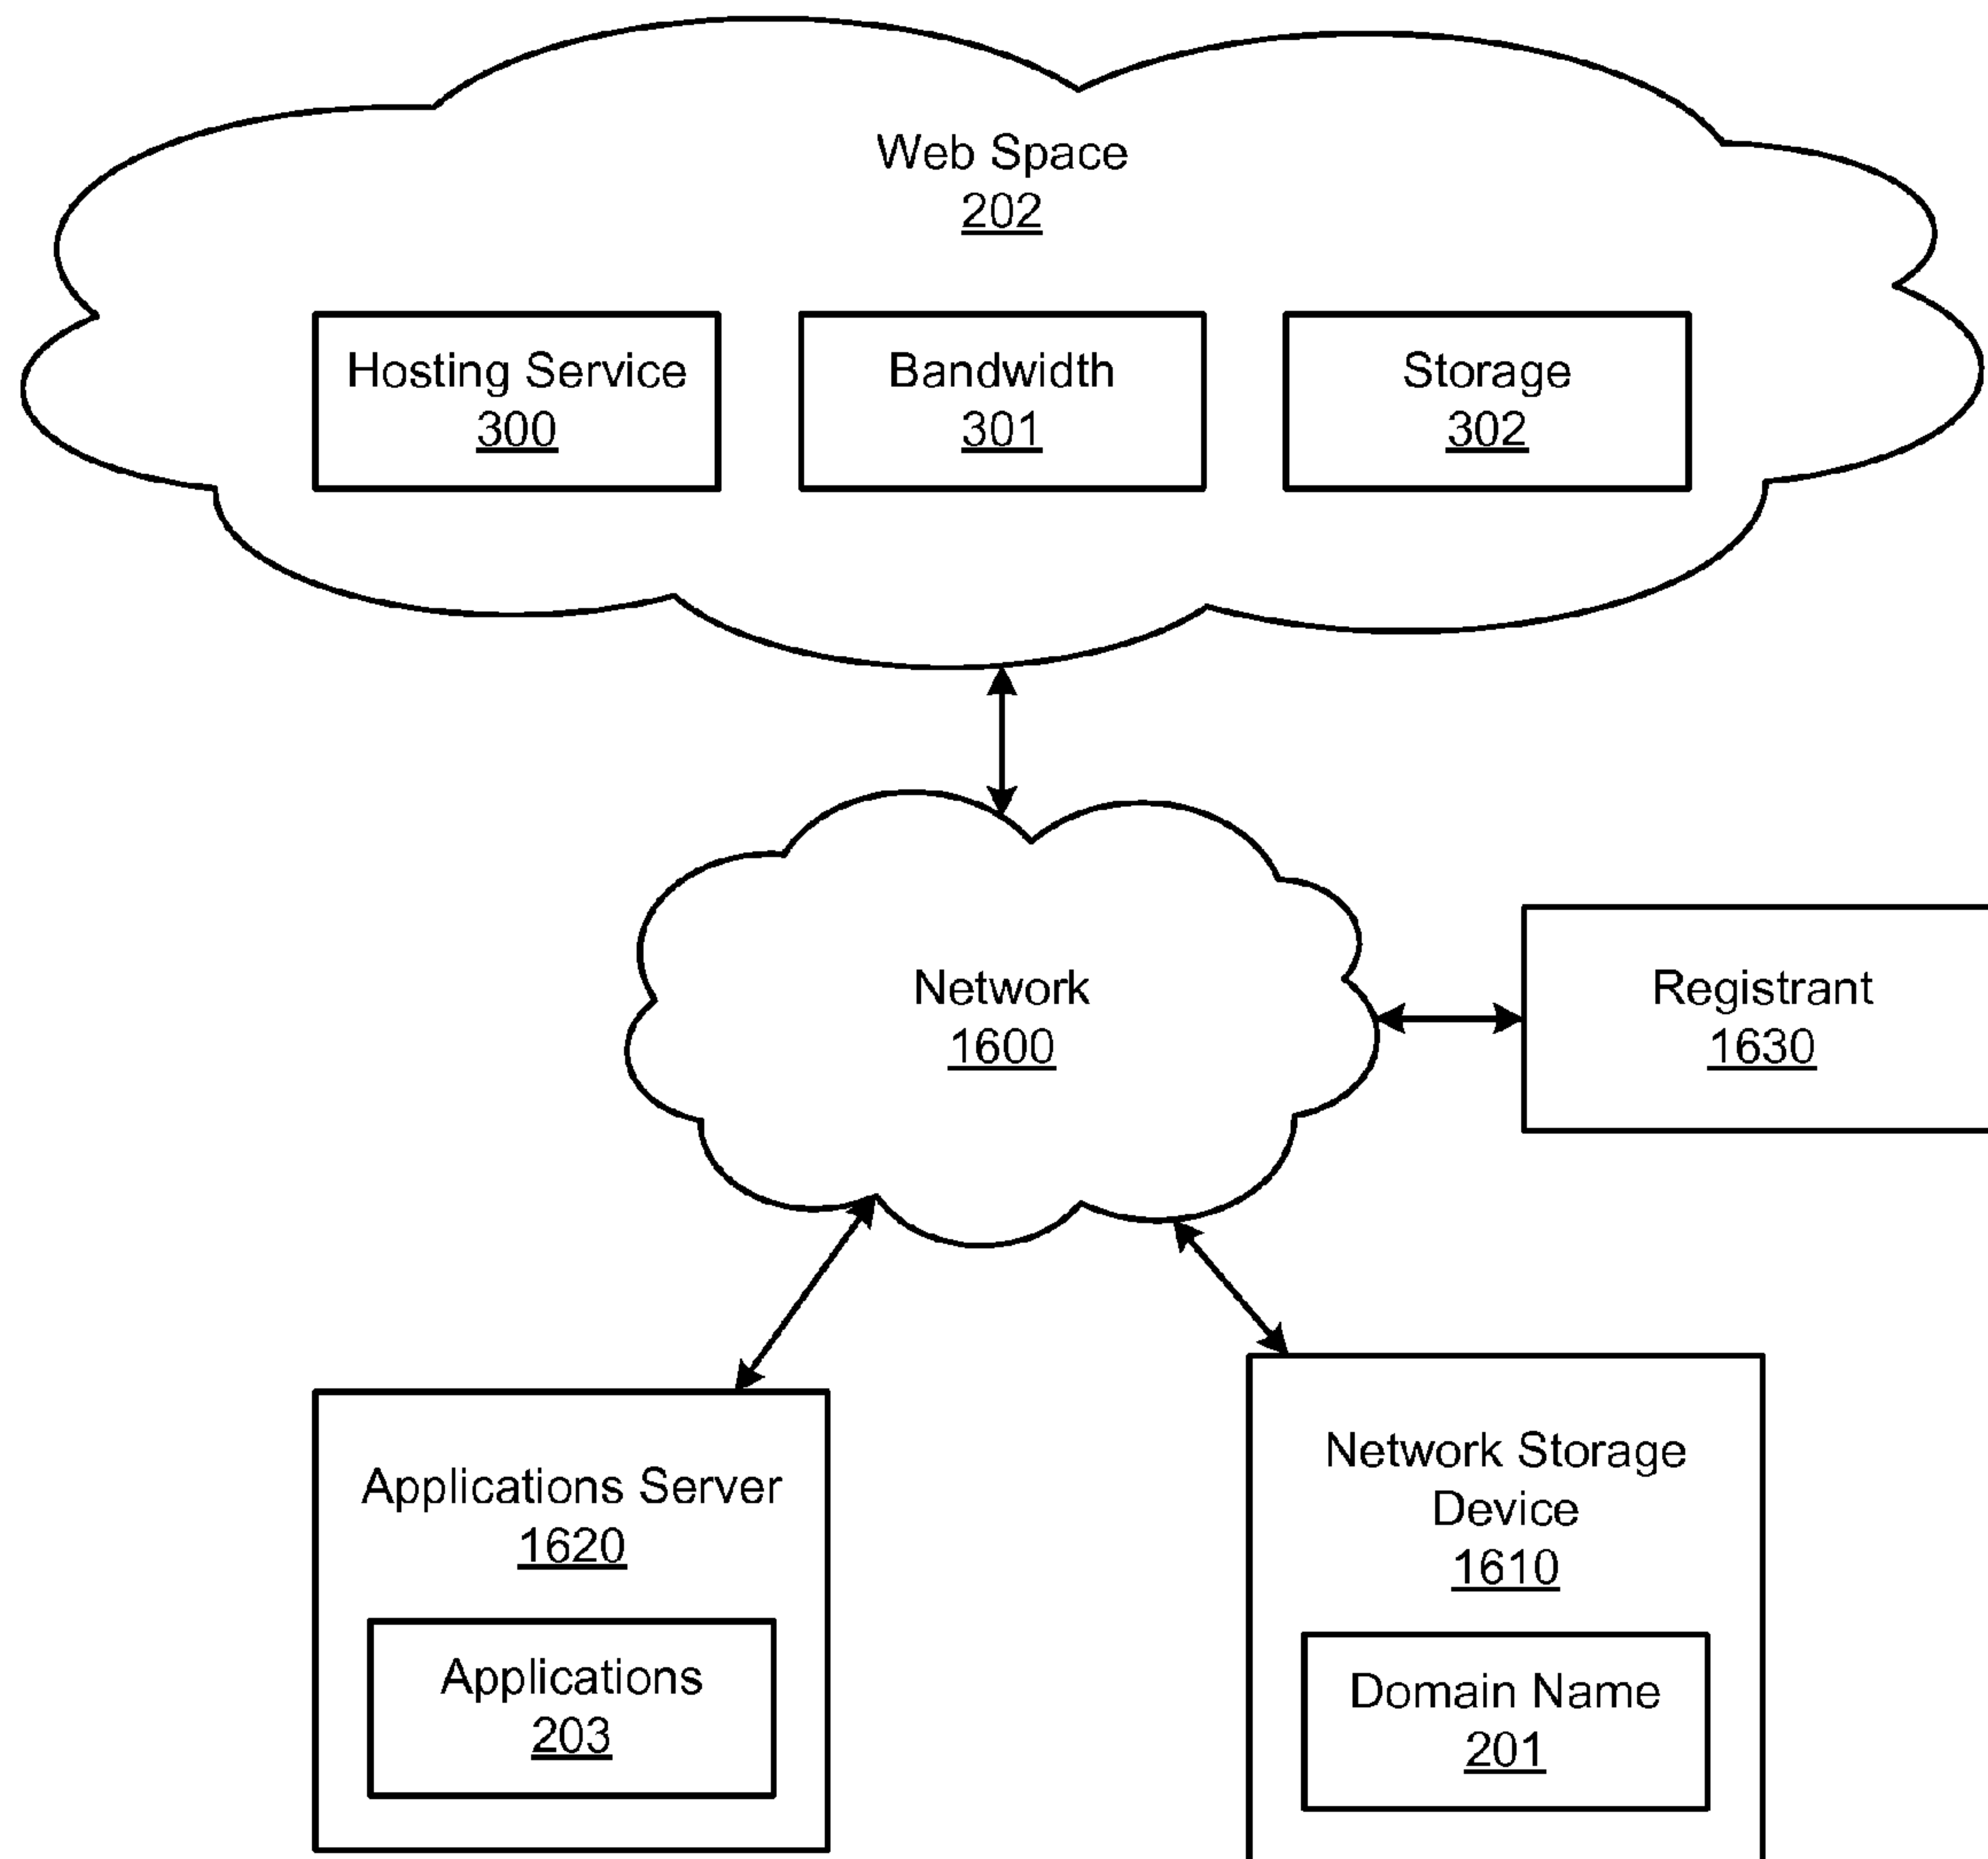 Web Space
202
Hosting Service
300
Bandwidth
301
Storage
302
Network
1600
Registrant
1630
Applications Server
1620
Applications
203
Network Storage
Device
1610
Domain Name
201